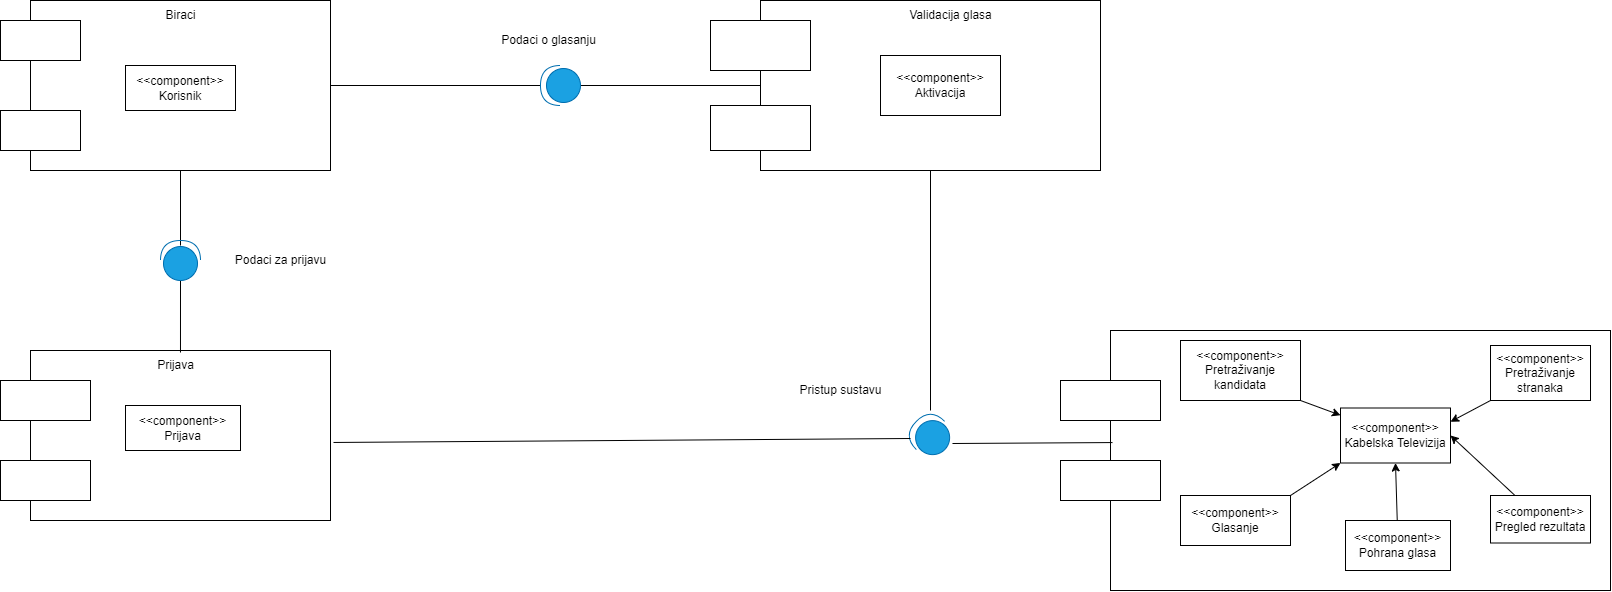 Biraci
<<component>>
Korisnik
Podaci o glasanju
Validacija glasa
<<component>>
Aktivacija
Podaci za prijavu
Prijava
<<component>>
Prijava
Pristup sustavu
<<component>>
Pretraživanje
kandidata
<<component>>
Pretraživanje
stranaka
<<component>>
Kabelska Televizija
<<component>>
Glasanje
<<component>>
Pohrana glasa
<<component>>
Pregled rezultata